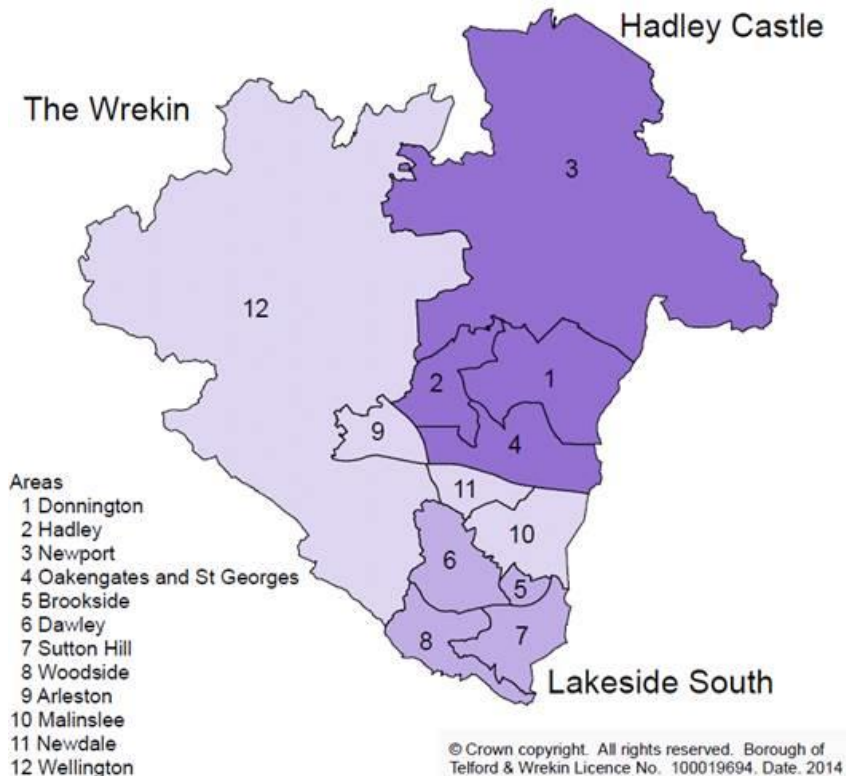 Hadley Castle
The Wrekin
3
12
2
1
9
4
11
10
6
5
7
8
Lakeside South
Areas
1 Donnington
2 Hadley
3 Newport
4 Oakengates and St Georges
5 Brookside
6 Dawley
7 Sutton Hill
8 Woodside
9 Arleston
10 Malinslee
11 Newdale
12 Wellington
© Crown copyright. All rights reserved. Borough of
Telford & Wrekin Licence No. 100019694. Date. 2014